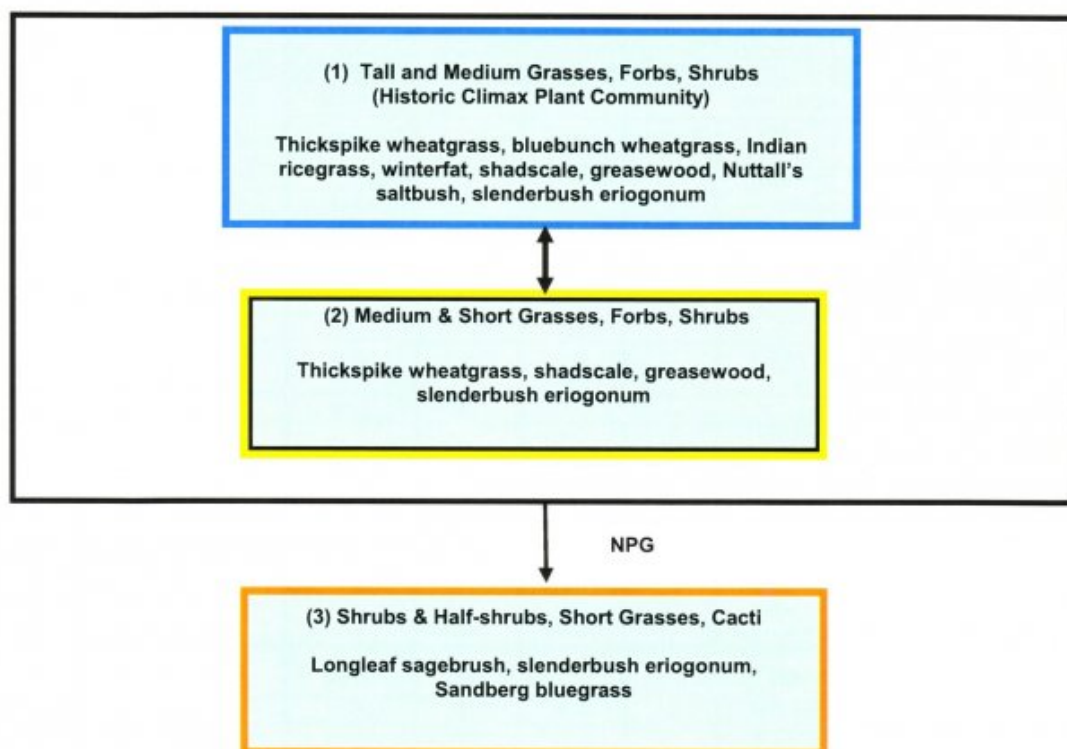 (1) Tall and Medium Grasses, Forbs, Shrubs
(Historic Climax Plant Community)
Thickspike wheatgrass, bluebunch wheatgrass, Indian
ricegrass, winterfat, shadscale, greasewood, Nuttall's
saltbush, slenderbush eriogonum
(2) Medium & Short Grasses, Forbs, Shrubs
Thickspike wheatgrass, shadscale, greasewood,
slenderbush eriogonum
NPG
(3) Shrubs & Half-shrubs, Short Grasses, Cacti
Longleaf sagebrush, slenderbush eriogonum,
Sandberg bluegrass